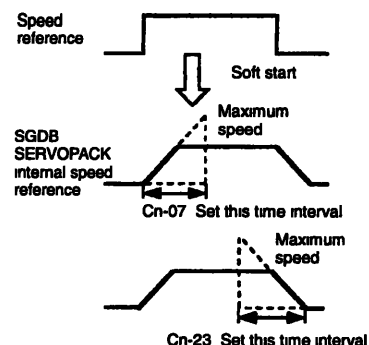 Speed
reference
Soft start
Maximum
speed
SGDB
SERVOPACK
internal speed
reference
Cn-07 Set this time interval
Maximum
speed
Cn-23 Set this time interval